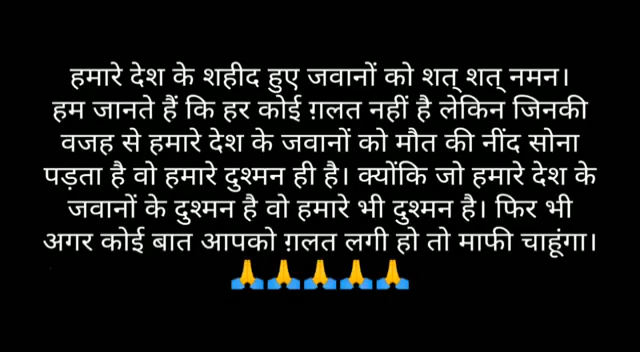 हमारे देश के शहीद हुए जवानों को शत् शत् नमन।
हम जानते हैं कि हर कोई ग़लत नहीं है लेकिन जिनकी
वजह से हमारे देश के जवानों को मौत की नींद सोना
पड़ता है वो हमारे दुश्मन ही है। क्योंकि जो हमारे देश के
जवानों के दुश्मन है वो हमारे भी दुश्मन है। फिर भी
अगर कोई बात आपको ग़लत लगी हो तो माफी चाहूंगा।
🙏🙏🙏🙏🙏